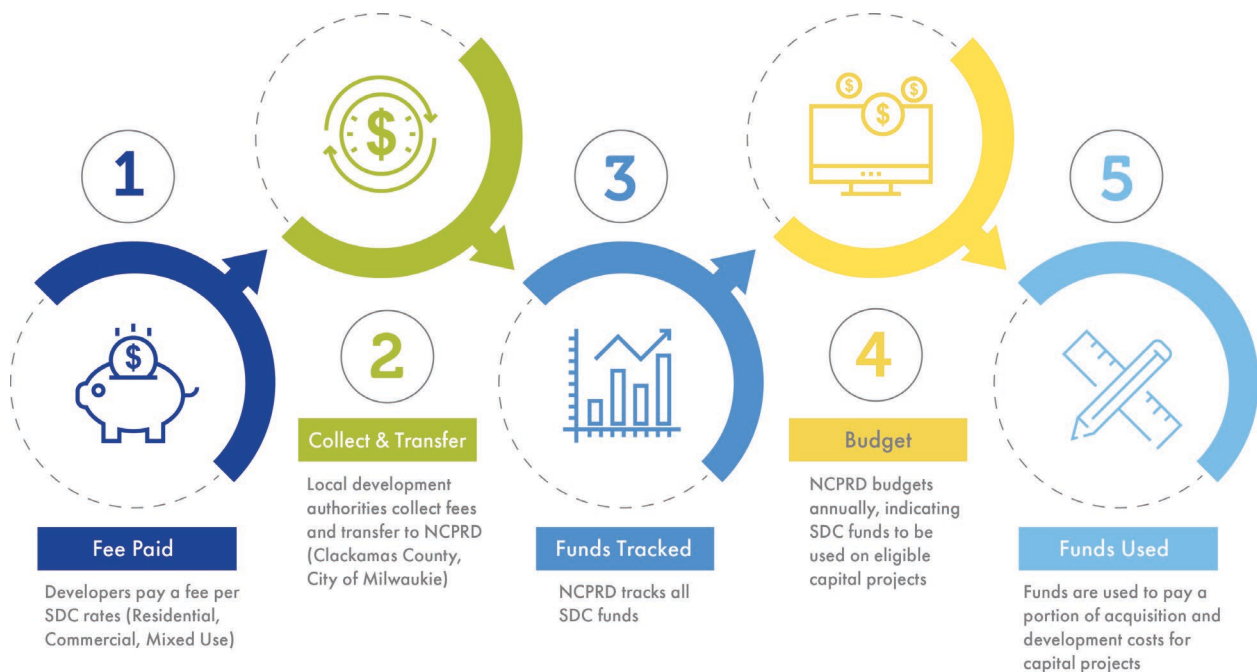 1
$
Fee Paid
Developers pay a fee per
SDC rates (Residential,
Commercial, Mixed Use)
$
2
Collect & Transfer
Local development
authorities collect fees
and transfer to NCPRD
(Clackamas County,
City of Milwaukie)
3
Funds Tracked
NCPRD tracks all
SDC funds
$
$
$
4
Budget
NCPRD budgets
annually, indicating
SDC funds to be
used on eligible
capital projects
5
Funds Used
Funds are used to pay a
portion of acquisition and
development costs for
capital projects